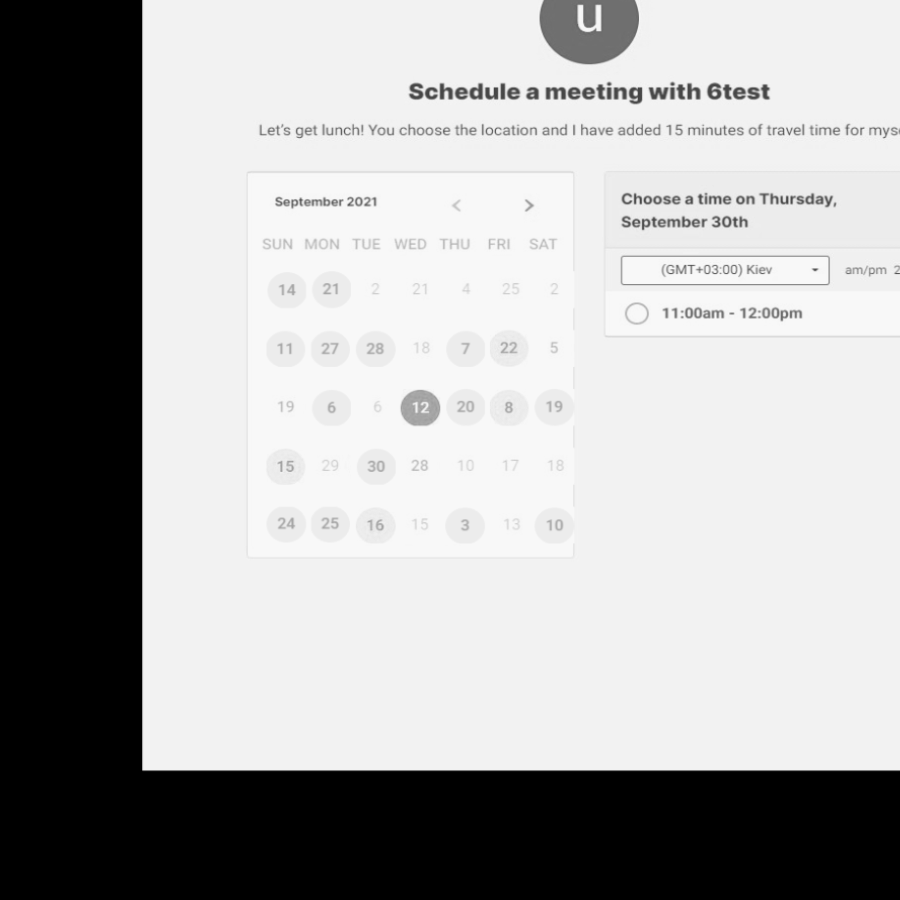 u
Schedule a meeting with 6test
Let's get lunch! You choose the location and I have added 15 minutes of travel time for
September 2021 < >
SUN MON TUE WED THU FRI SAT
14 21 2 21 4 25 2
11 27 28 18 7 22 5
19 6 6 12 20 8 19
15 29 30 28 10 17 18
24 25 16 15 3 13 10
Choose a time on Thursday,
September 30th
(GMT+03:00) Kiev am/pm
11:00am - 12:00pm